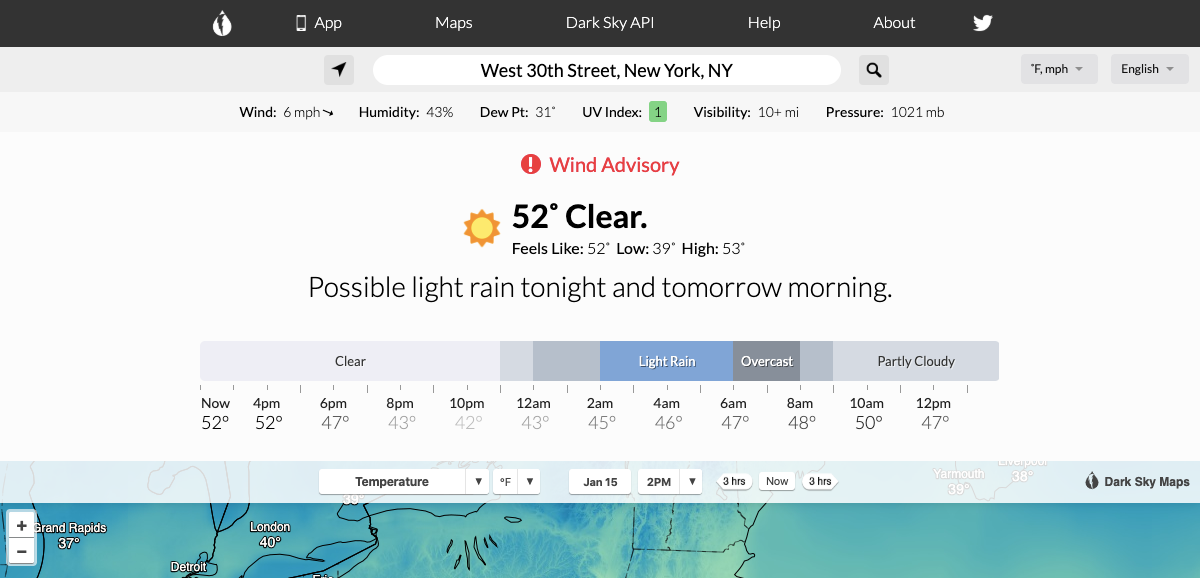 App Maps Dark Sky API Help About
West 30th Street, New York, NY
˚F, mph English
Wind: 6 mph Humidity: 43% Dew Pt: 31˚ UV Index: 1 Visibility: 10+ mi Pressure: 1021 mb
Wind Advisory
52˚ Clear.
Feels Like: 52˚ Low: 39˚ High: 53˚
Possible light rain tonight and tomorrow morning.
Clear Light Rain Overcast Partly Cloudy
Now 4pm 6pm 8pm 10pm 12am 2am 4am 6am 8am 10am 12pm
52° 52° 47° 43° 42° 43° 45° 46° 47° 48° 50° 47°
Liverpool
Yarmouth 38°
39°
Temperature °F Jan 15 2PM 3 hrs Now 3 hrs Dark Sky Maps
39°
+ Grand Rapids London
37° 40°
−
Detroit
Erie